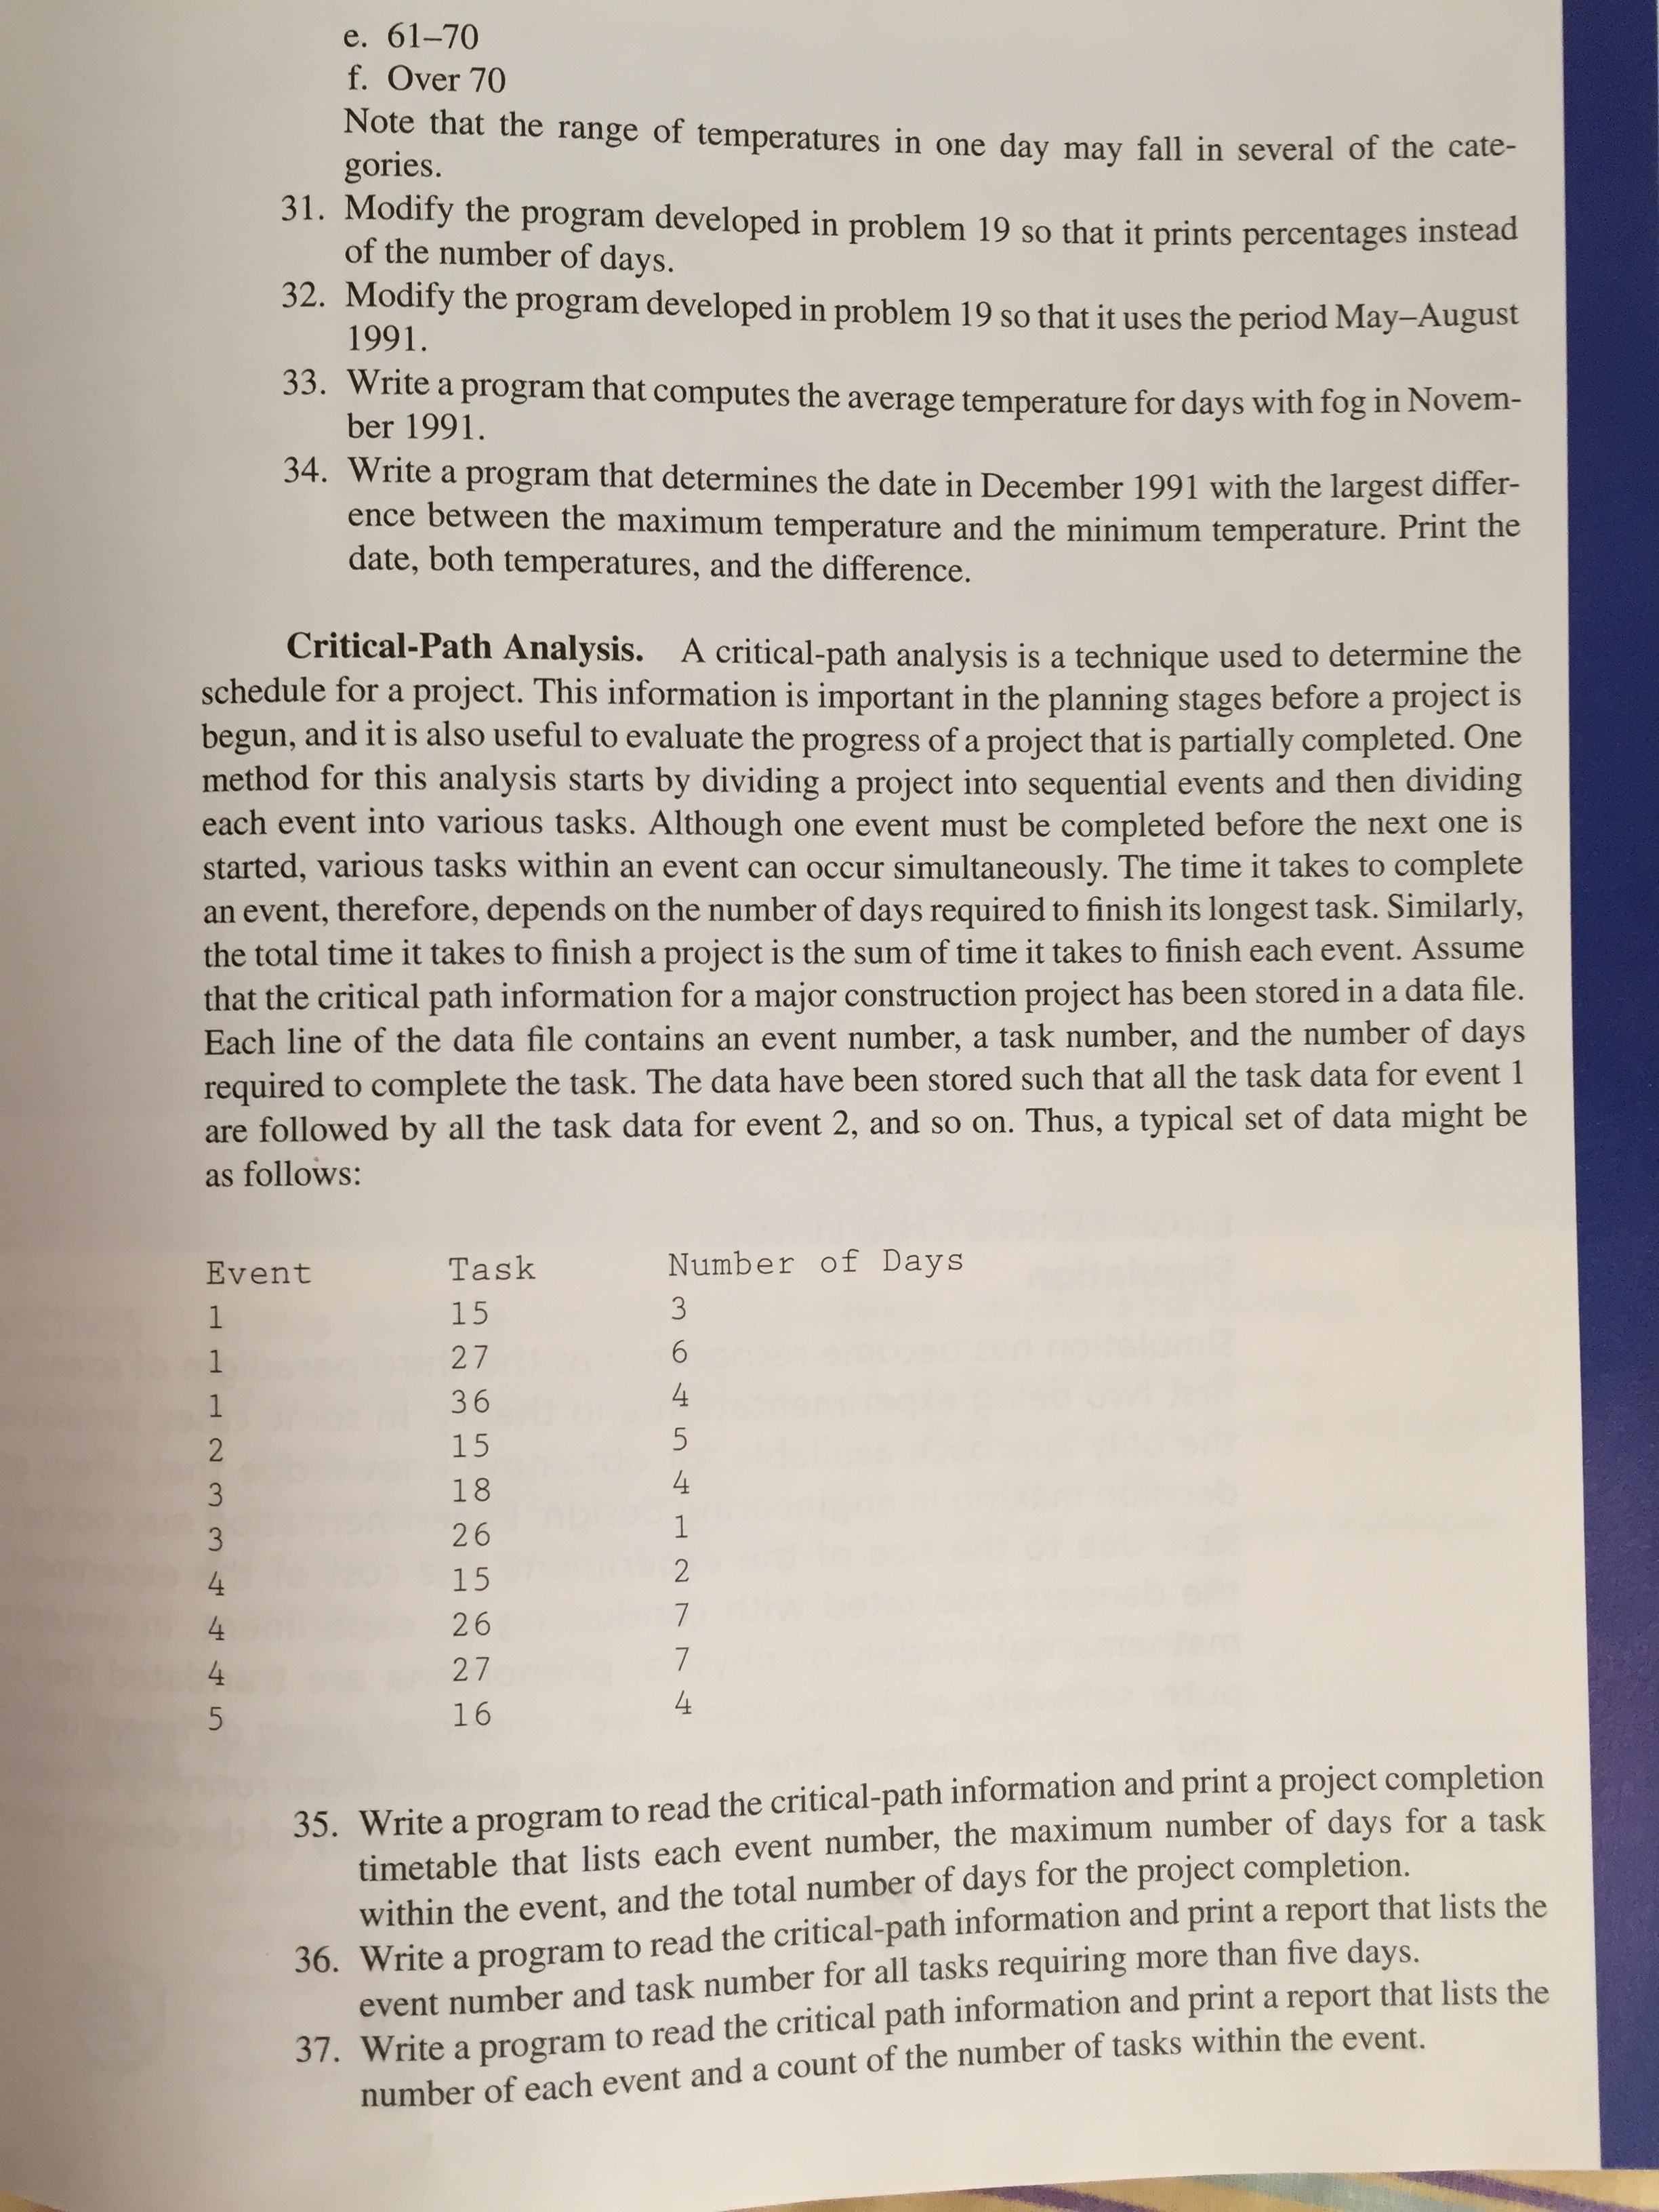 e. 61–70
f. Over 70
Note that the range of temperatures in one day may fall in several of the cate-
gories.
31. Modify the program developed in problem 19 so that it prints percentages instead
of the number of days.
32. Modify the program developed in problem 19 so that it uses the period May–August
1991.
33. Write a program that computes the average temperature for days with fog in Novem-
ber 1991.
34. Write a program that determines the date in December 1991 with the largest differ-
ence between the maximum temperature and the minimum temperature. Print the
date, both temperatures, and the difference.
Critical-Path Analysis. A critical-path analysis is a technique used to determine the
schedule for a project. This information is important in the planning stages before a project is
begun, and it is also useful to evaluate the progress of a project that is partially completed. One
method for this analysis starts by dividing a project into sequential events and then dividing
each event into various tasks. Although one event must be completed before the next one is
started, various tasks within an event can occur simultaneously. The time it takes to complete
an event, therefore, depends on the number of days required to finish its longest task. Similarly,
the total time it takes to finish a project is the sum of time it takes to finish each event. Assume
that the critical path information for a major construction project has been stored in a data file.
Each line of the data file contains an event number, a task number, and the number of days
required to complete the task. The data have been stored such that all the task data for event 1
are followed by all the task data for event 2, and so on. Thus, a typical set of data might be
as follows:
Event Task Number of Days
1 15 3
1 27 6
1 36 4
2 15 5
3 18 4
3 26 1
4 15 2
4 26 7
4 27 7
5 16 4
35. Write a program to read the critical-path information and print a project completion
timetable that lists each event number, the maximum number of days for a task
within the event, and the total number of days for the project completion.
36. Write a program to read the critical-path information and print a report that lists the
event number and task number for all tasks requiring more than five days.
37. Write a program to read the critical path information and print a report that lists the
number of each event and a count of the number of tasks within the event.